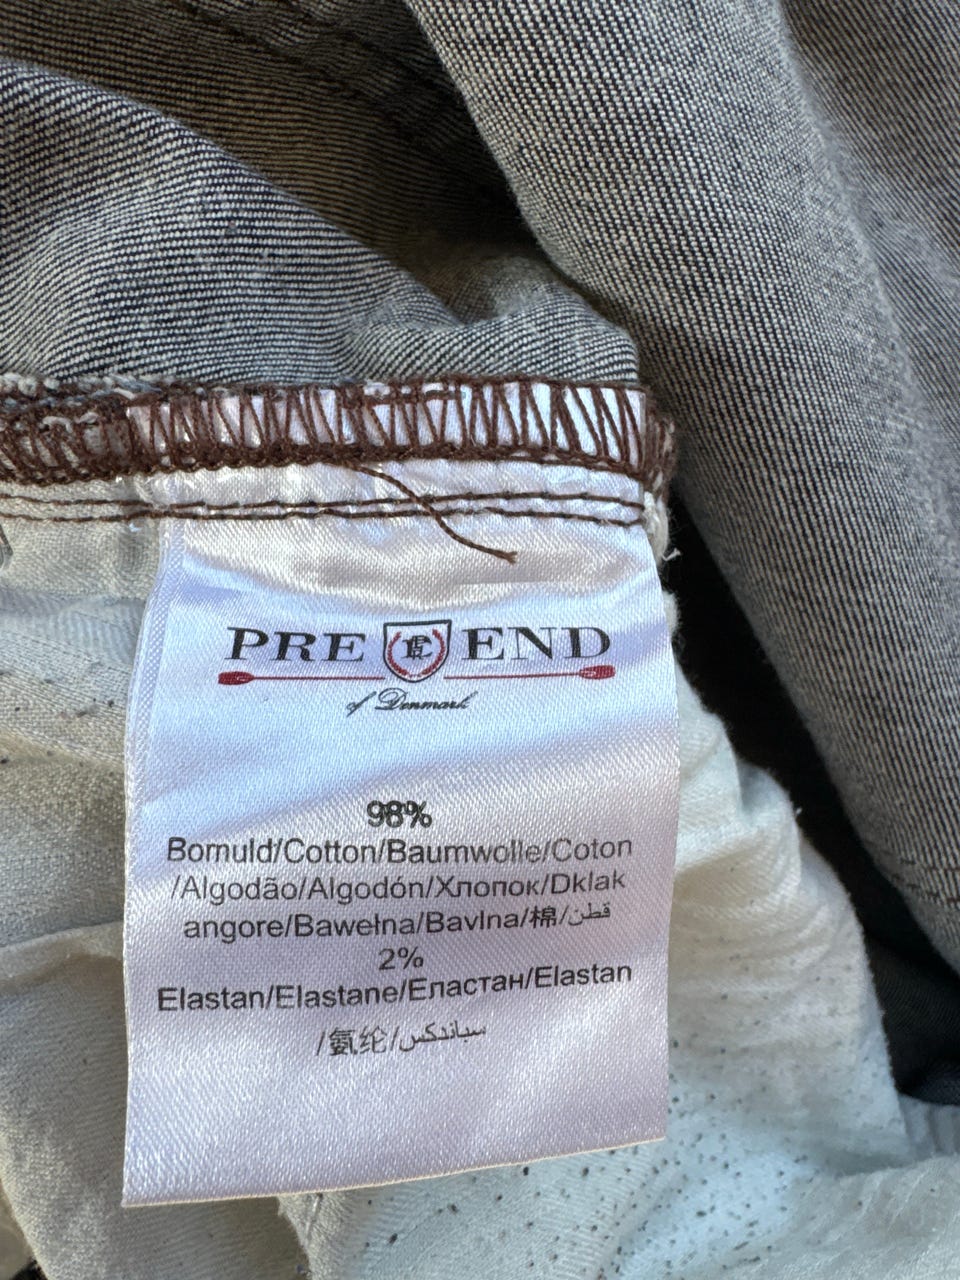 PRE END
of Denmark
98%
Bomuld/Cotton/Baumwolle/Coton
/Algodão/Algodón/Хлопок/Dklak
angore/Bawełna/Bavlna/棉/قطن
2%
Elastan/Elastane/Еластан/Elastan
/氨纶/سباندكس